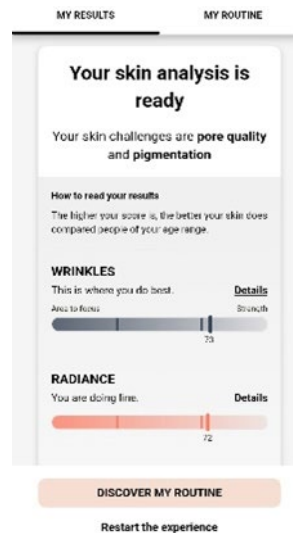 MY RESULTS
MY ROUTINE
Your skin analysis is
ready
Your skin challenges are pore quality
and pigmentation
How to read your results
The higher your score is, the better your skin does
compared people of your age range.
WRINKLES
This is where you do best.
Details
Area to focus
Strength
73
RADIANCE
You are doing fine.
Details
72
DISCOVER MY ROUTINE
Restart the experience